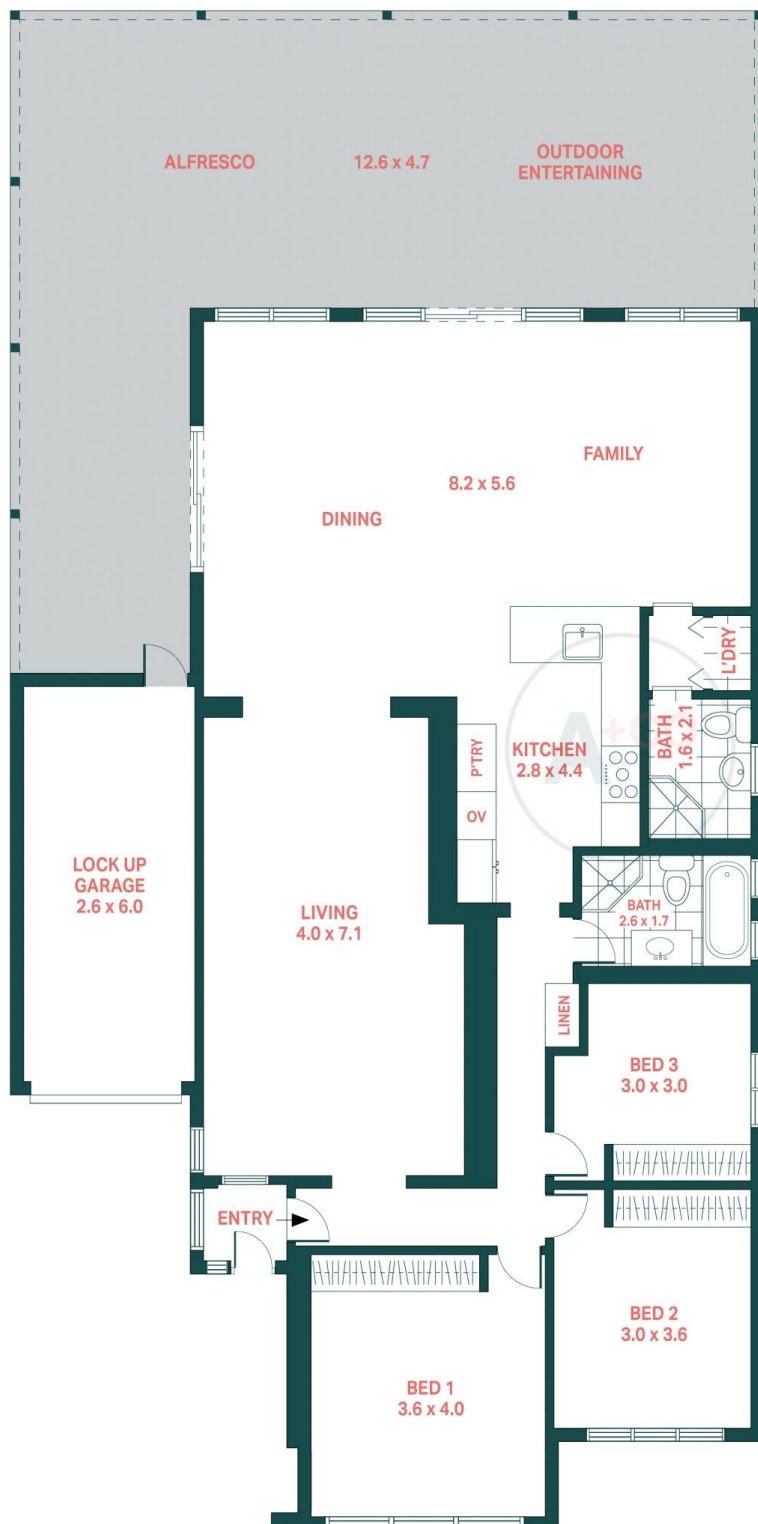 ALFRESCO
12.6 x 4.7
OUTDOOR
ENTERTAINING
FAMILY
8.2 x 5.6
DINING
L'DRY
BATH
1.6 x 2.1
KITCHEN
2.8 x 4.4
P'TRY
OV
LOCK UP
GARAGE
2.6 x 6.0
LIVING
4.0 x 7.1
BATH
2.6 x 1.7
LINEN
BED 3
3.0 x 3.0
ENTRY
BED 2
3.0 x 3.6
BED 1
3.6 x 4.0